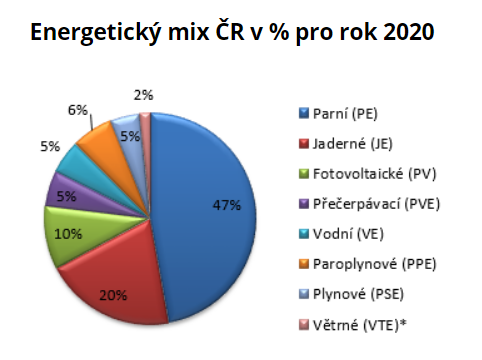 Energetický mix ČR v % pro rok 2020
2%
6%
5%
5%
5%
10%
20%
47%
Parní (PE)
Jaderné (JE)
Fotovoltaické (PV)
Přečerpávací (PVE)
Vodní (VE)
Paroplynové (PPE)
Plynové (PSE)
Větrné (VTE)*